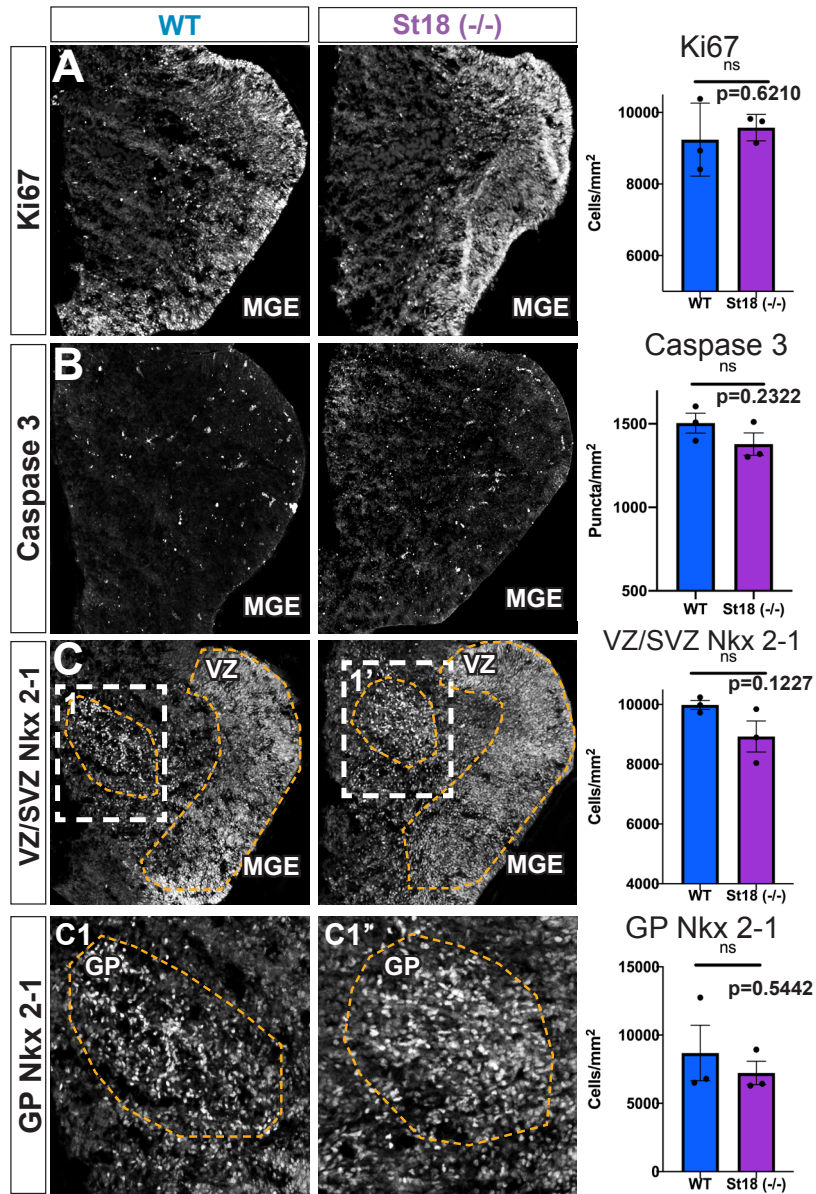 WT
St18 (-/-)
Ki67
A
MGE
MGE
Ki67
ns
p=0.6210
10000
8000
6000
Cells/mm²
WT
St18 (-/-)
Caspase 3
B
MGE
MGE
Caspase 3
ns
p=0.2322
1500
1000
500
Puncta/mm²
WT
St18 (-/-)
VZ/SVZ Nkx 2-1
C
1
VZ
MGE
1'
VZ
MGE
VZ/SVZ Nkx 2-1
ns
p=0.1227
10000
8000
6000
4000
Cells/mm²
WT
St18 (-/-)
GP Nkx 2-1
C1
GP
C1”
GP
GP Nkx 2-1
ns
p=0.5442
15000
10000
5000
0
Cells/mm²
WT
St18 (-/-)